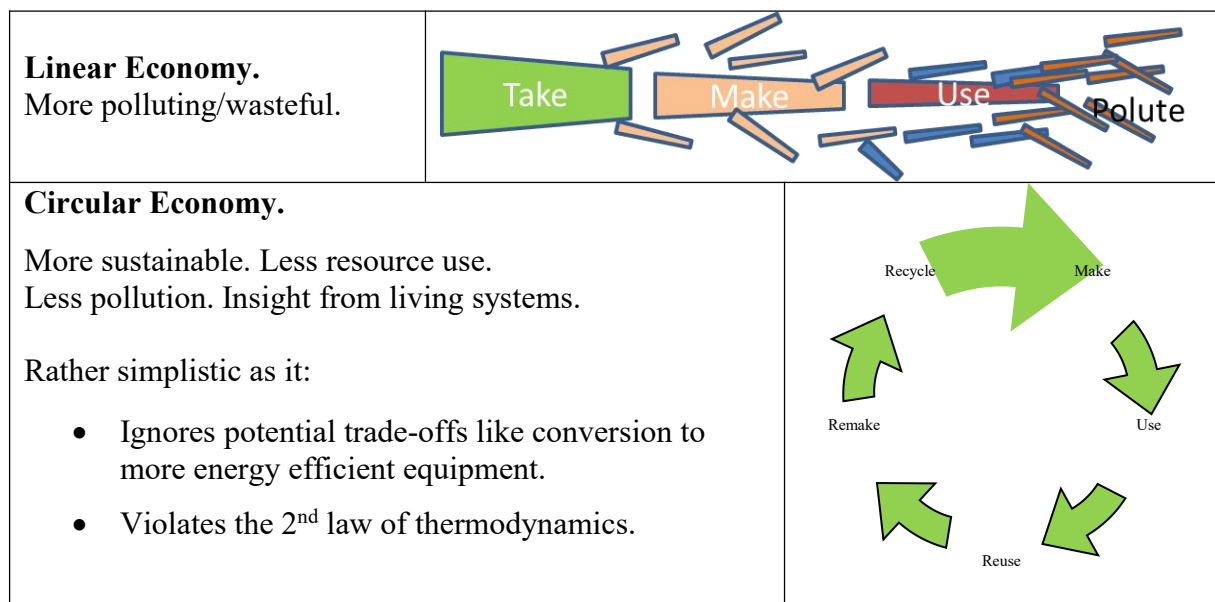 Linear Economy.
More polluting/wasteful.
Take
Make
Use
Polute
Circular Economy.
More sustainable. Less resource use.
Less pollution. Insight from living systems.
Rather simplistic as it:
• Ignores potential trade-offs like conversion to
more energy efficient equipment.
• Violates the 2nd law of thermodynamics.
Recycle
Make
Use
Reuse
Remake